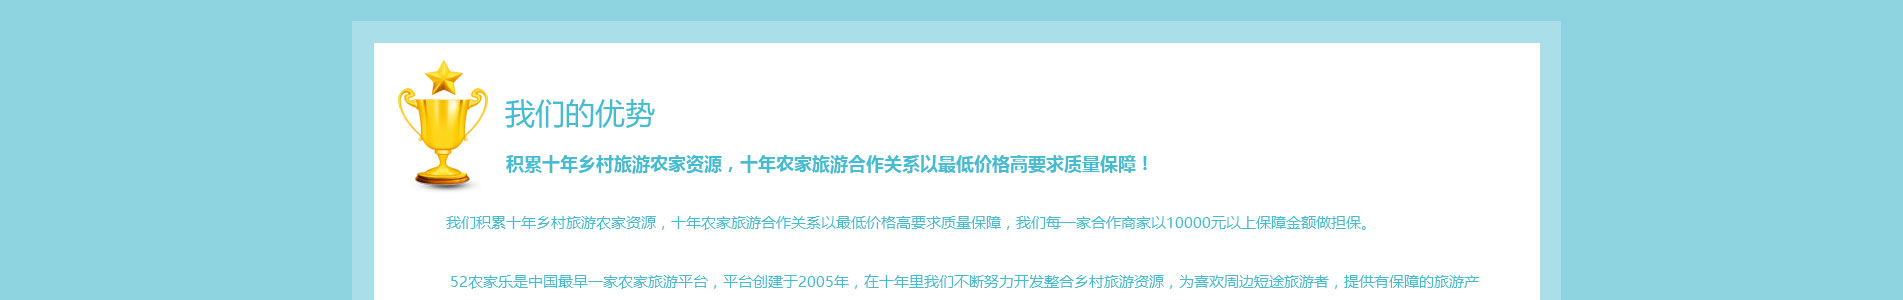 我们的优势
积累十年乡村旅游农家资源，十年农家旅游合作关系以最低价格高要求质量保障！
我们积累十年乡村旅游农家资源，十年农家旅游合作关系以最低价格高要求质量保障，我们每一家合作商家以10000元以上保障金额做担保。
52农家乐是中国最早一家农家旅游平台，平台创建于2005年，在十年里我们不断努力开发整合乡村旅游资源，为喜欢周边短途旅游者，提供有保障的旅游产